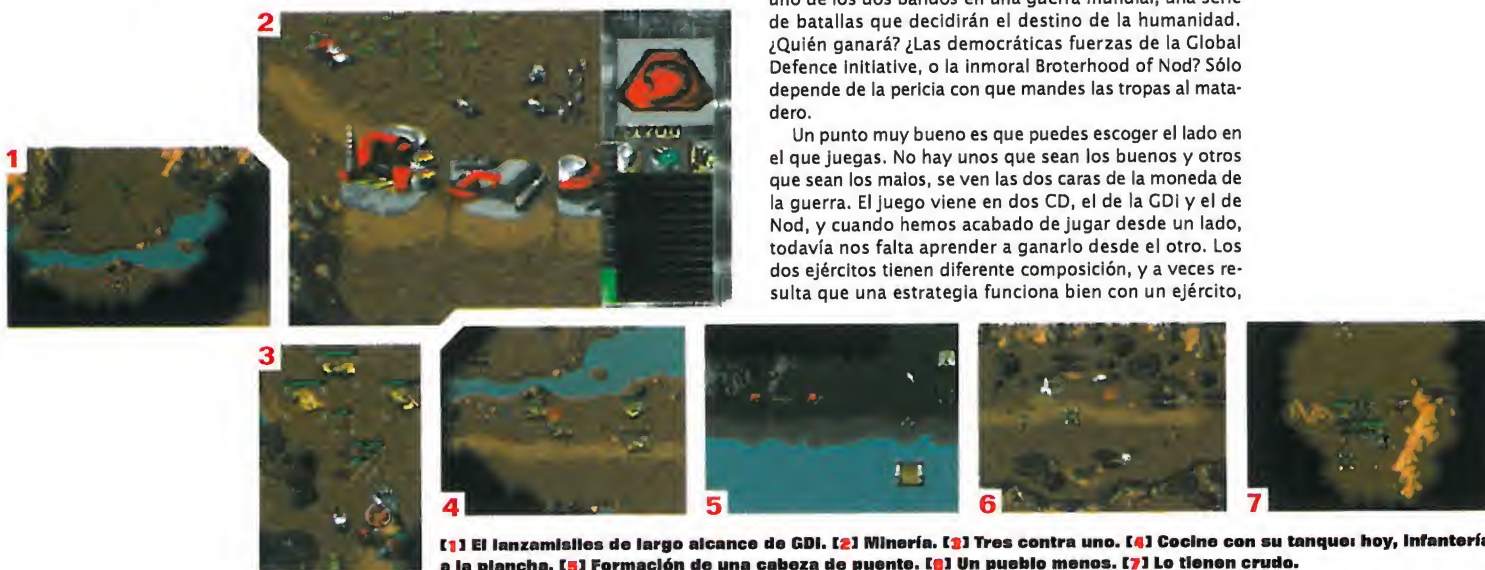 uno de los dos bandos en una guerra mundial, una serie
de batallas que decidirán el destino de la humanidad.
¿Quién ganará? ¿Las democráticas fuerzas de la Global
Defence Initiative, o la inmoral Broterhood of Nod? Sólo
depende de la pericia con que mandes las tropas al mata-
dero.
Un punto muy bueno es que puedes escoger el lado en
el que juegas. No hay unos que sean los buenos y otros
que sean los malos, se ven las dos caras de la moneda de
la guerra. El juego viene en dos CD, el de la GDi y el de
Nod, y cuando hemos acabado de jugar desde un lado,
todavía nos falta aprender a ganarlo desde el otro. Los
dos ejércitos tienen diferente composición, y a veces re-
sulta que una estrategia funciona bien con un ejército,
1
2
3
4
5
6
7
[1] El lanzamisiles de largo alcance de GDI. [2] Minería. [3] Tres contra uno. [4] Cocine con su tanque: hoy, infantería
a la plancha. [5] Formación de una cabeza de puente. [6] Un pueblo menos. [7] Lo tienen crudo.